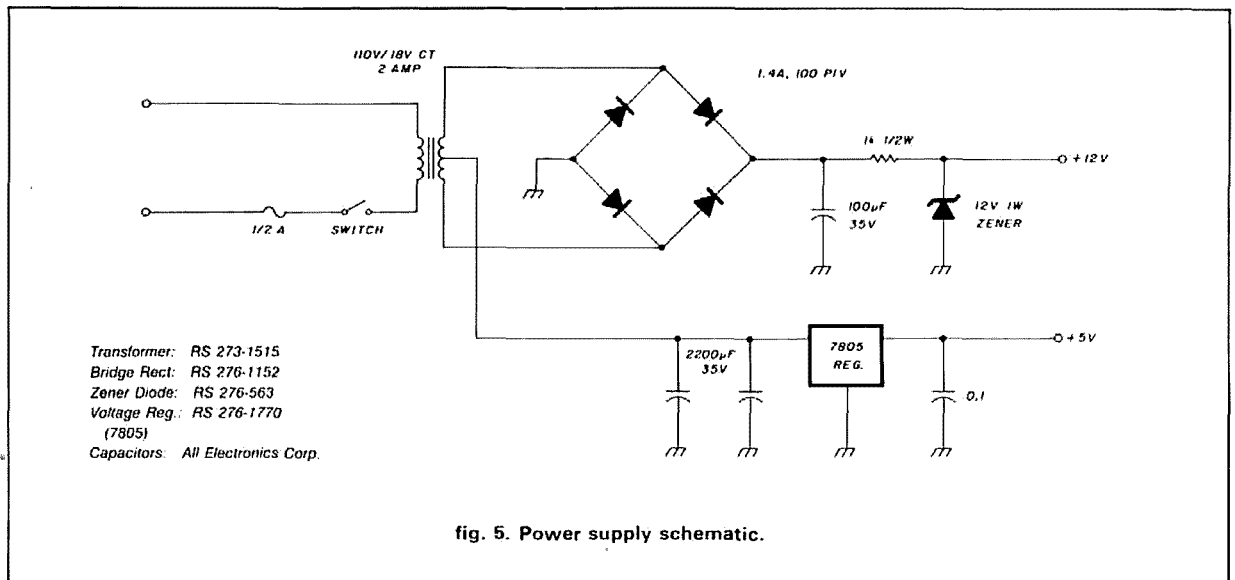 110V/18V CT
2 AMP
1.4A, 100 PIV
1k 1/2W
+12V
100µF
35V
12V 1W
ZENER
1/2 A
SWITCH
2200µF
35V
7805
REG.
+5V
0.1
Transformer: RS 273-1515
Bridge Rect: RS 276-1152
Zener Diode: RS 276-563
Voltage Reg.: RS 276-1770
(7805)
Capacitors: All Electronics Corp.
fig. 5. Power supply schematic.